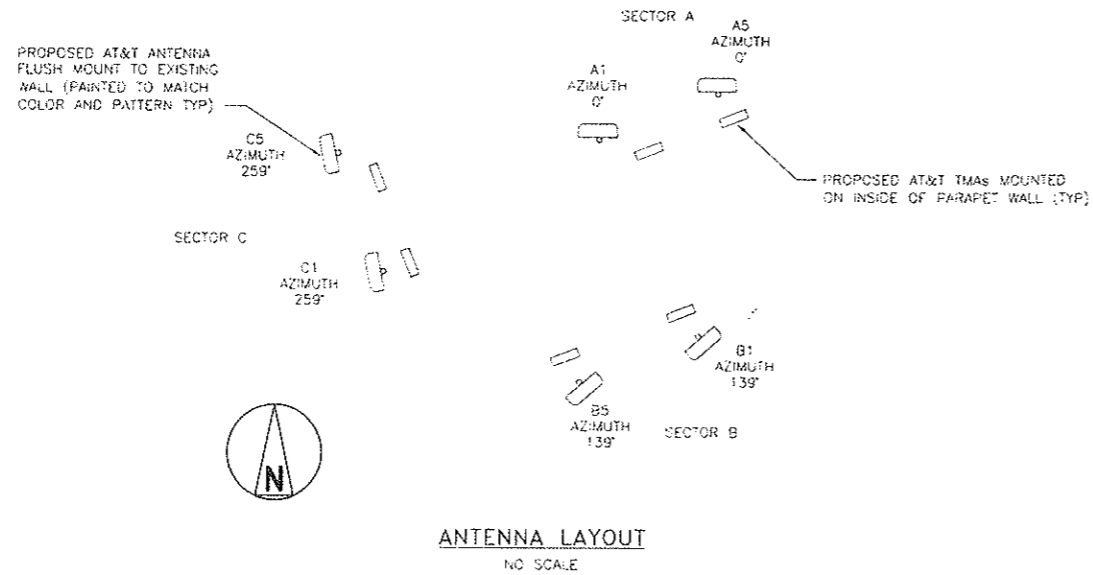 SECTOR A
A5
AZIMUTH
0°
A1
AZIMUTH
0°
PROPOSED AT&T ANTENNA
FLUSH MOUNT TO EXISTING
WALL (PAINTED TO MATCH
COLOR AND PATTERN TYP)
C5
AZIMUTH
259°
PROPOSED AT&T TMAs MOUNTED
ON INSIDE OF PARAPET WALL (TYP)
SECTOR C
C1
AZIMUTH
259°
B1
AZIMUTH
139°
B5
AZIMUTH
139°
SECTOR B
N
ANTENNA LAYOUT
NO SCALE